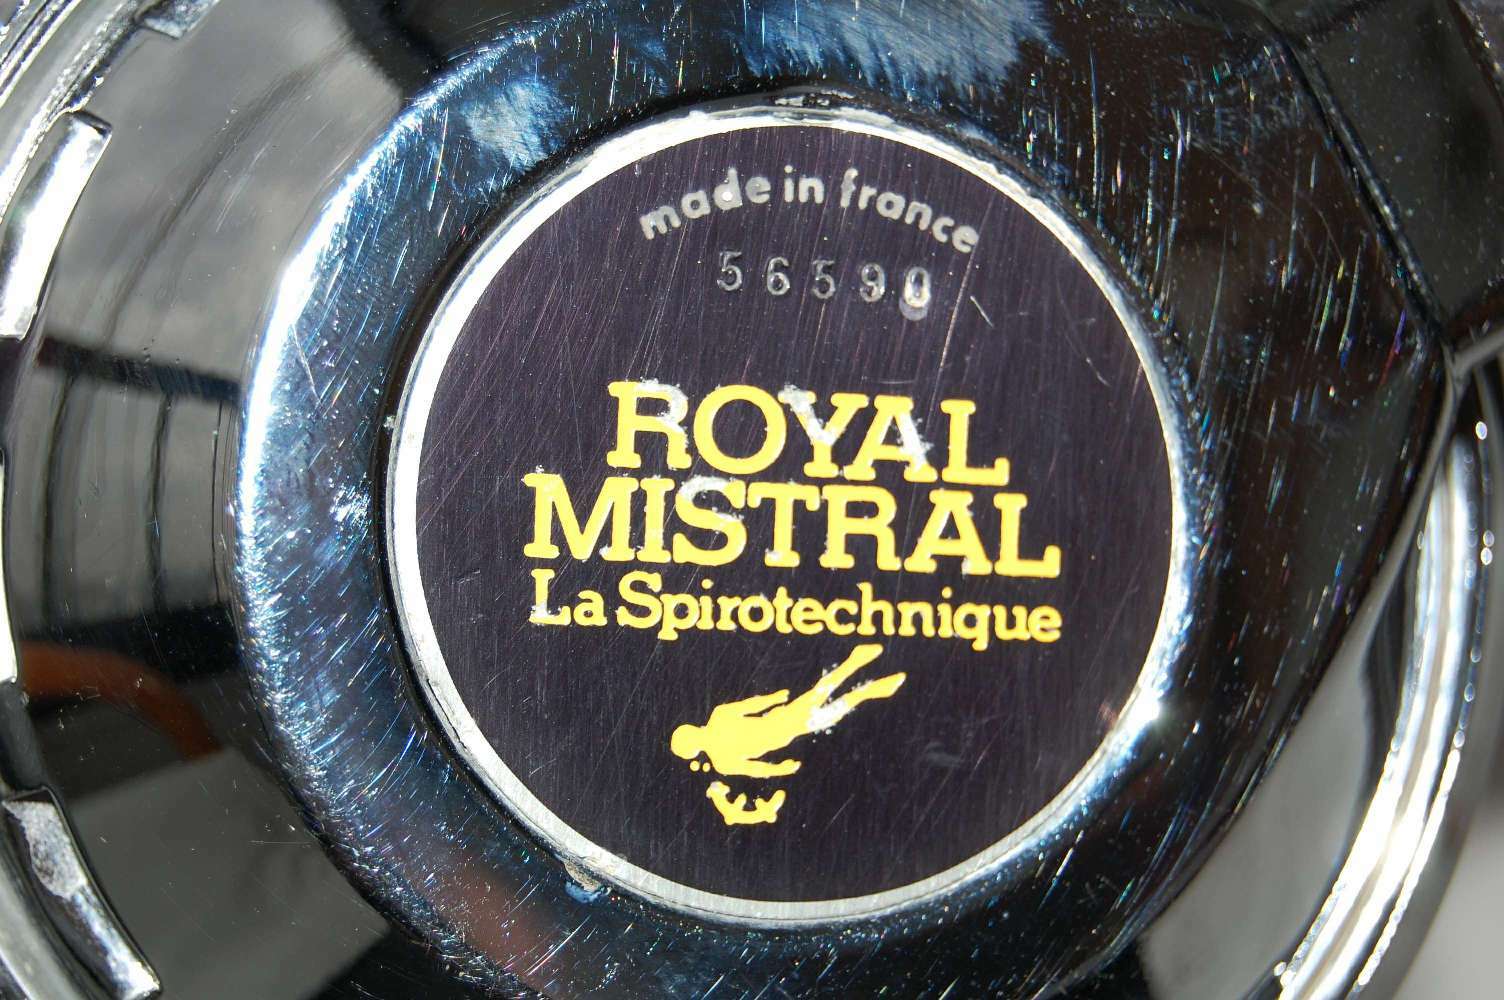 made in france
56590
ROYAL
MISTRAL
La Spirotechnique